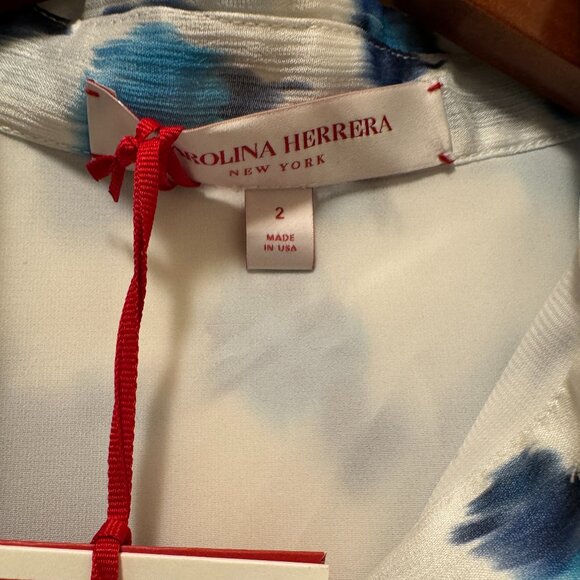 ROLINA HERRERA
NEW YORK
2
MADE
IN USA